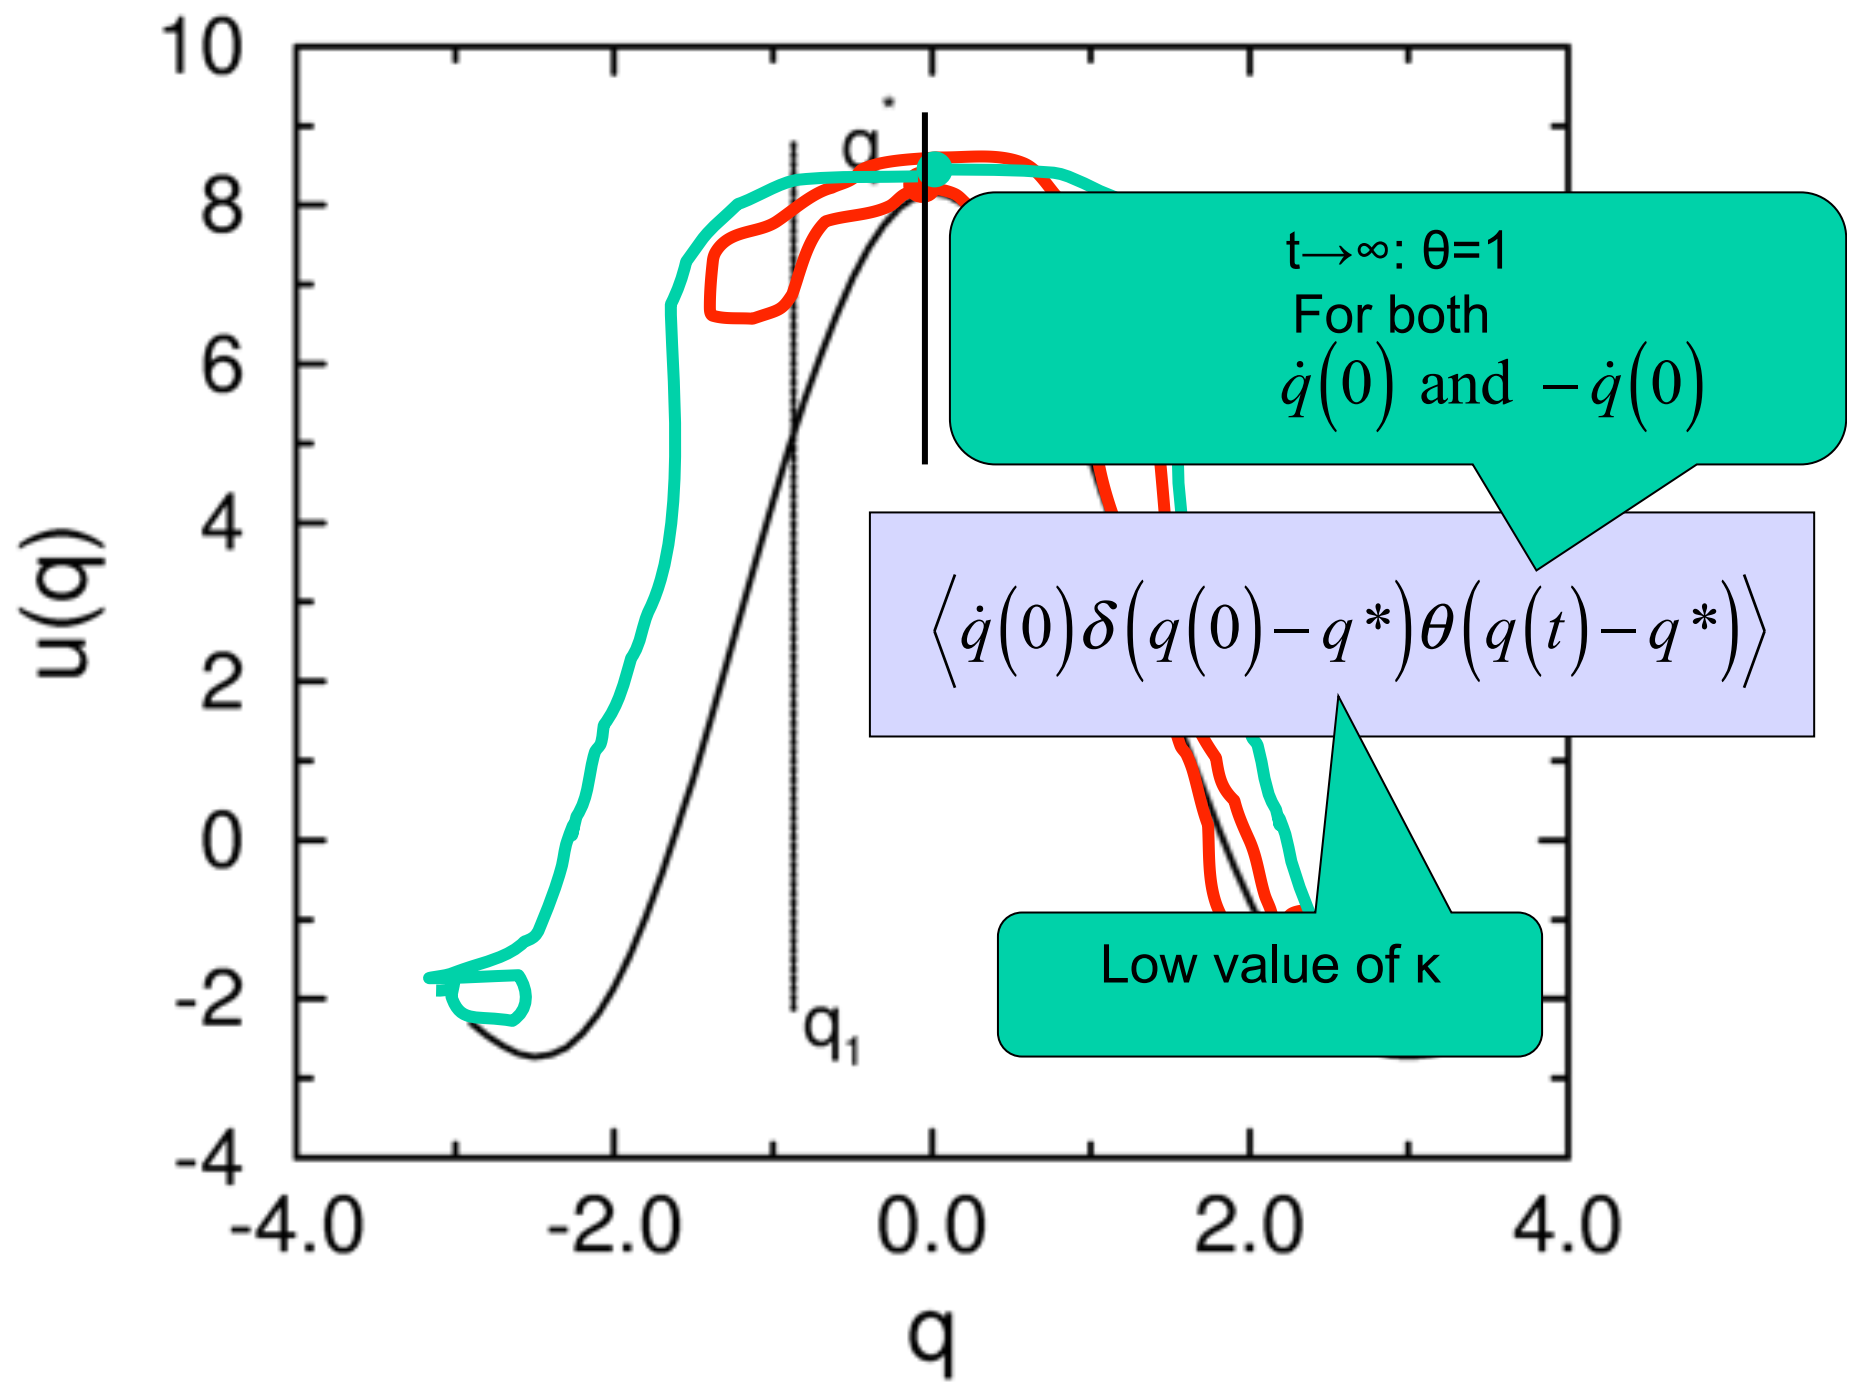 10
8
6
4
2
0
-2
-4
-4.0 -2.0 0.0 2.0 4.0
u(q)
q
q*
q₁
t→∞: θ=1
For both
q̇(0) and −q̇(0)
⟨q̇(0)δ(q(0)−q*)θ(q(t)−q*)⟩
Low value of κ